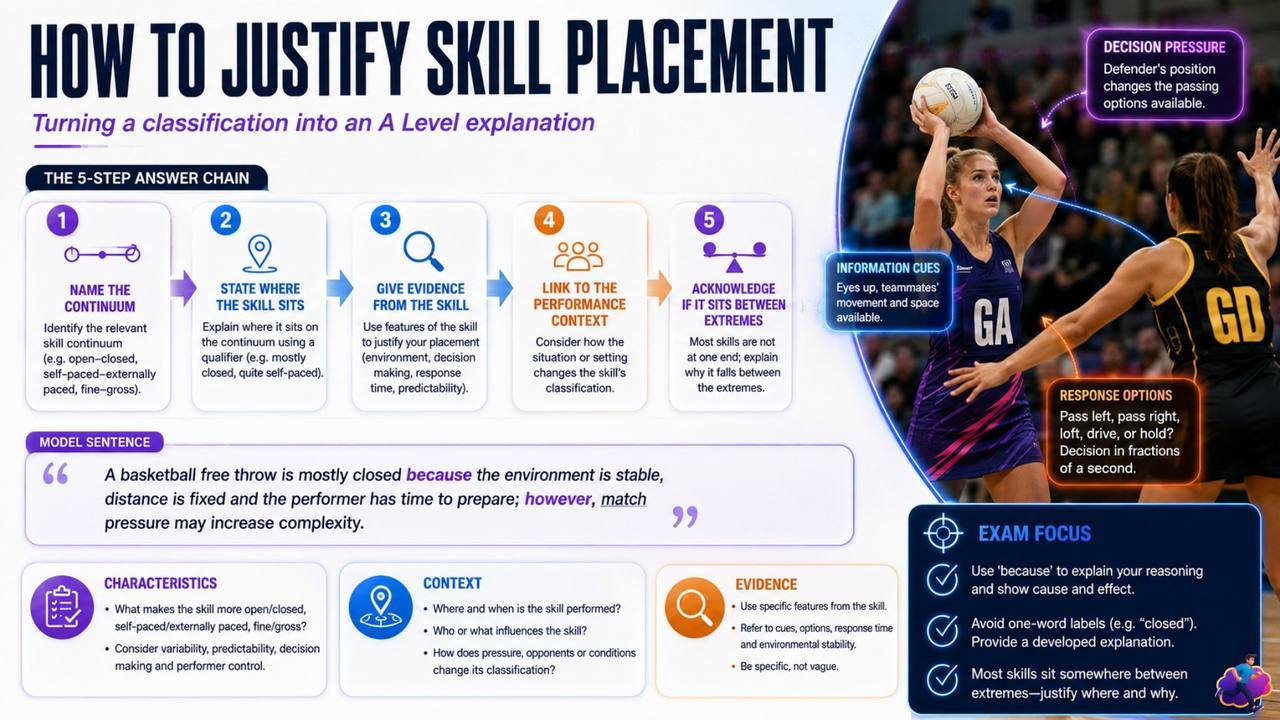 HOW TO JUSTIFY SKILL PLACEMENT
Turning a classification into an A Level explanation
THE 5-STEP ANSWER CHAIN
1
NAME THE
CONTINUUM
Identify the relevant
skill continuum
(e.g. open–closed,
self-paced–externally
paced, fine–gross).
2
STATE WHERE
THE SKILL SITS
Explain where it sits on
the continuum using a
qualifier (e.g. mostly
closed, quite self-paced).
3
GIVE EVIDENCE
FROM THE SKILL
Use features of the skill
to justify your placement
(environment, decision
making, response
time, predictability).
4
LINK TO THE
PERFORMANCE
CONTEXT
Consider how the
situation or setting
changes the skill's
classification.
5
ACKNOWLEDGE
IF IT SITS BETWEEN
EXTREMES
Most skills are not
at one end; explain
why it falls between
the extremes.
MODEL SENTENCE
“ A basketball free throw is mostly closed because the environment is stable,
distance is fixed and the performer has time to prepare; however, match
pressure may increase complexity. ”
CHARACTERISTICS
• What makes the skill more open/closed,
self-paced/externally paced, fine/gross?
• Consider variability, predictability, decision
making and performer control.
CONTEXT
• Where and when is the skill performed?
• Who or what influences the skill?
• How does pressure, opponents or conditions
change its classification?
EVIDENCE
• Use specific features from the skill.
• Refer to cues, options, response time
and environmental stability.
• Be specific, not vague.
DECISION PRESSURE
Defender's position
changes the passing
options available.
INFORMATION CUES
Eyes up, teammates'
movement and space
available.
GA
GD
RESPONSE OPTIONS
Pass left, pass right,
loft, drive, or hold?
Decision in fractions
of a second.
EXAM FOCUS
Use ‘because’ to explain your reasoning
and show cause and effect.
Avoid one-word labels (e.g. “closed”).
Provide a developed explanation.
Most skills sit somewhere between
extremes—justify where and why.